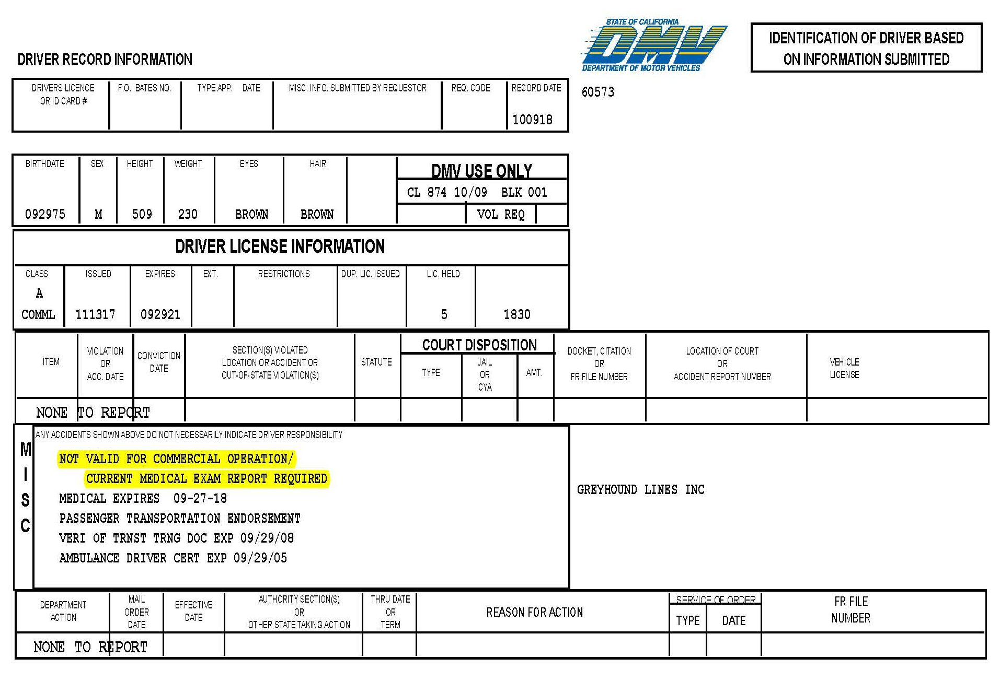 STATE OF CALIFORNIA
DMV
DEPARTMENT OF MOTOR VEHICLES
IDENTIFICATION OF DRIVER BASED
ON INFORMATION SUBMITTED
DRIVER RECORD INFORMATION
DRIVERS LICENCE
OR ID CARD #
F.O. BATES NO.
TYPE APP. DATE
MISC. INFO. SUBMITTED BY REQUESTOR
REQ. CODE
RECORD DATE
100918
60573
BIRTHDATE SEX HEIGHT WEIGHT EYES HAIR
092975 M 509 230 BROWN BROWN
DMV USE ONLY
CL 874 10/09 BLK 001
VOL REQ
DRIVER LICENSE INFORMATION
CLASS ISSUED EXPIRES EXT. RESTRICTIONS DUP. LIC. ISSUED LIC. HELD
A
COMML 111317 092921 5 1830
ITEM
VIOLATION
OR
ACC. DATE
CONVICTION
DATE
SECTION(S) VIOLATED
LOCATION OR ACCIDENT OR
OUT-OF-STATE VIOLATION(S)
STATUTE
COURT DISPOSITION
TYPE
JAIL
OR
CYA
AMT.
DOCKET, CITATION
OR
FR FILE NUMBER
LOCATION OF COURT
OR
ACCIDENT REPORT NUMBER
VEHICLE
LICENSE
NONE TO REPORT
MISC
ANY ACCIDENTS SHOWN ABOVE DO NOT NECESSARILY INDICATE DRIVER RESPONSIBILITY
NOT VALID FOR COMMERCIAL OPERATION/
CURRENT MEDICAL EXAM REPORT REQUIRED
MEDICAL EXPIRES 09-27-18
PASSENGER TRANSPORTATION ENDORSEMENT
VERI OF TRNST TRNG DOC EXP 09/29/08
AMBULANCE DRIVER CERT EXP 09/29/05
GREYHOUND LINES INC
DEPARTMENT
ACTION
MAIL
ORDER
DATE
EFFECTIVE
DATE
AUTHORITY SECTION(S)
OR
OTHER STATE TAKING ACTION
THRU DATE
OR
TERM
REASON FOR ACTION
SERVICE OF ORDER
TYPE
DATE
FR FILE
NUMBER
NONE TO REPORT